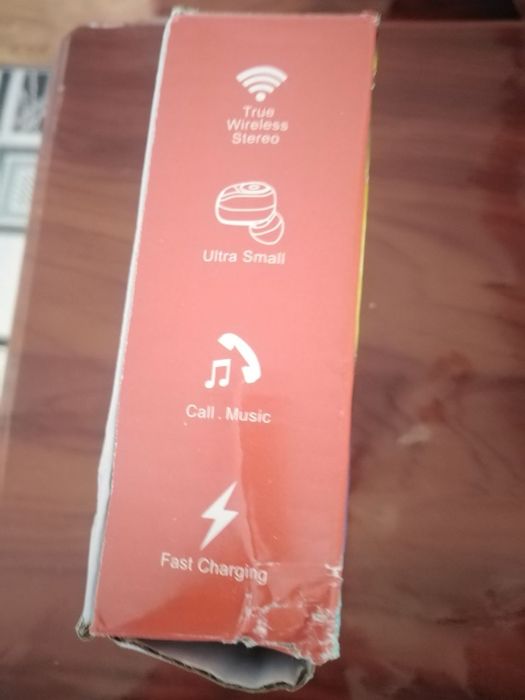 True
Wireless
Stereo
Ultra Small
Call . Music
Fast Charging